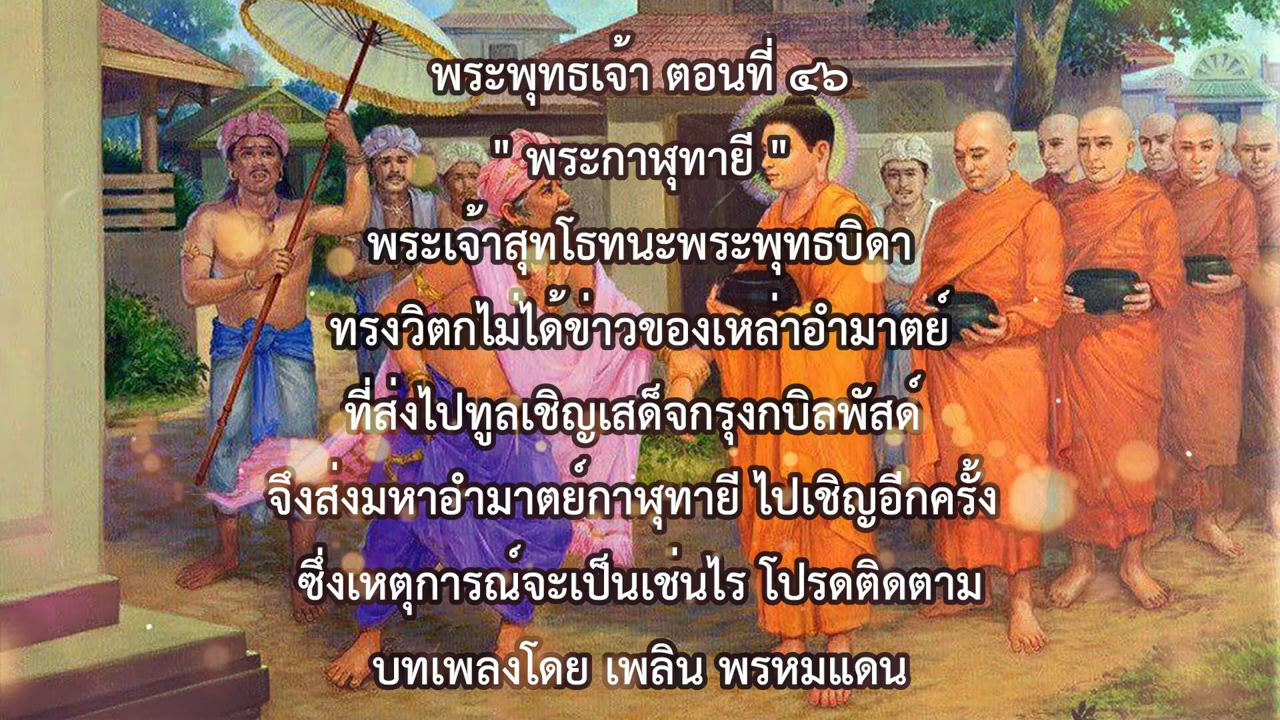 พระพุทธเจ้า ตอนที่ ๔๖
" พระกาฬุทายี "
พระเจ้าสุทโธทนะพระพุทธบิดา
ทรงวิตกไม่ได้ข่าวของเหล่าอำมาตย์
ที่ส่งไปทูลเชิญเสด็จกรุงกบิลพัสด์
จึงส่งมหาอำมาตย์กาฬุทายี ไปเชิญอีกครั้ง
ซึ่งเหตุการณ์จะเป็นเช่นไร โปรดติดตาม
บทเพลงโดย เพลิน พรหมแดน